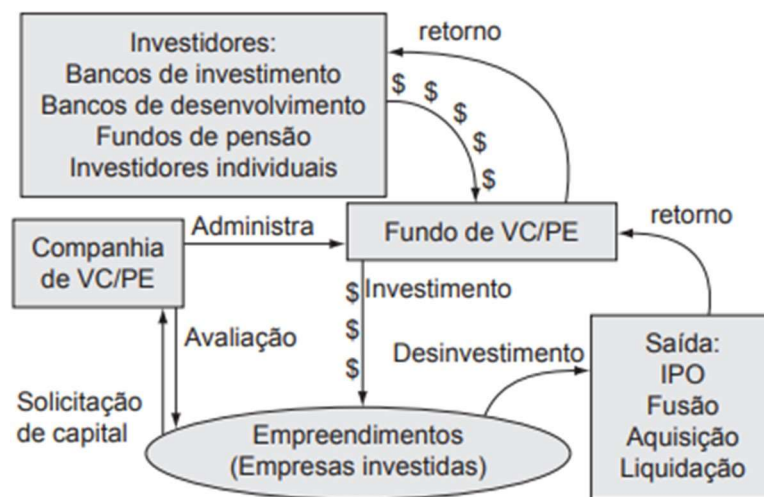 Investidores:
Bancos de investimento
Bancos de desenvolvimento
Fundos de pensão
Investidores individuais
retorno
$
$
$
$
$
Companhia
de VC/PE
Administra
Fundo de VC/PE
retorno
$
$
$
Investimento
Avaliação
Solicitação
de capital
Desinvestimento
Empreendimentos
(Empresas investidas)
Saída:
IPO
Fusão
Aquisição
Liquidação